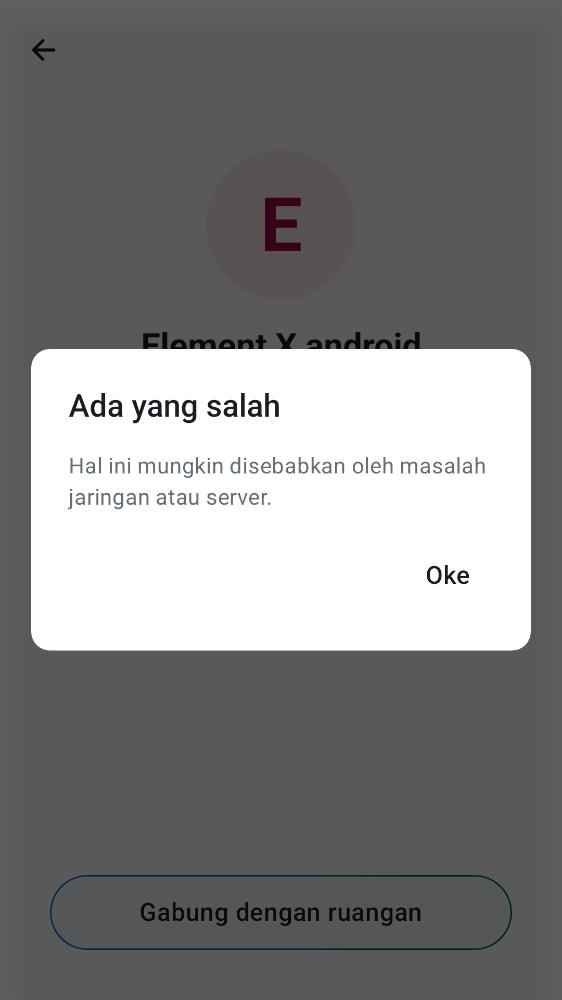 E
Element X android
Ada yang salah
Hal ini mungkin disebabkan oleh masalah
jaringan atau server.
Oke
Gabung dengan ruangan